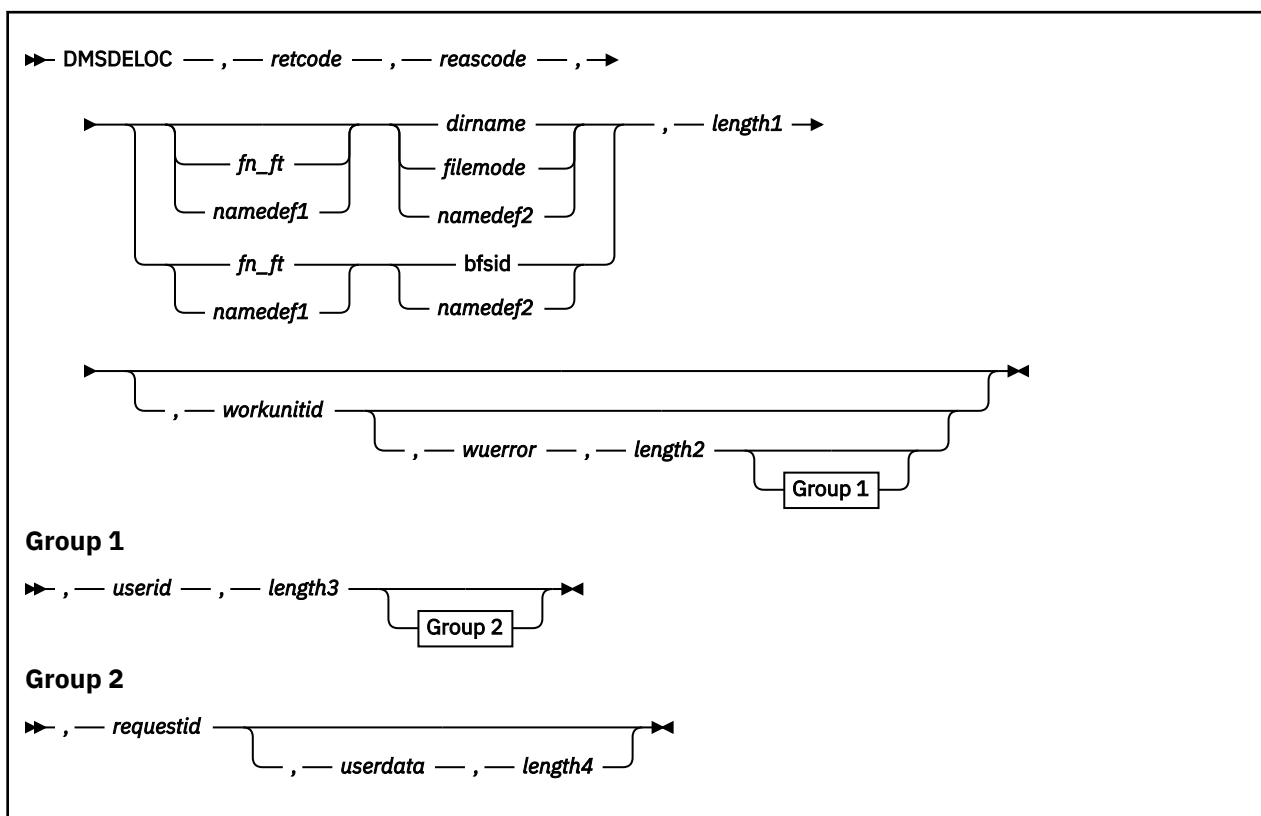 DMSDELOC , retcode , reascode ,
dirname , length1
fn_ft filemode
namedef1 namedef2
fn_ft bfsid
namedef1 namedef2
, workunitid
, wuerror , length2
Group 1
Group 1
, userid , length3
Group 2
Group 2
, requestid
, userdata , length4